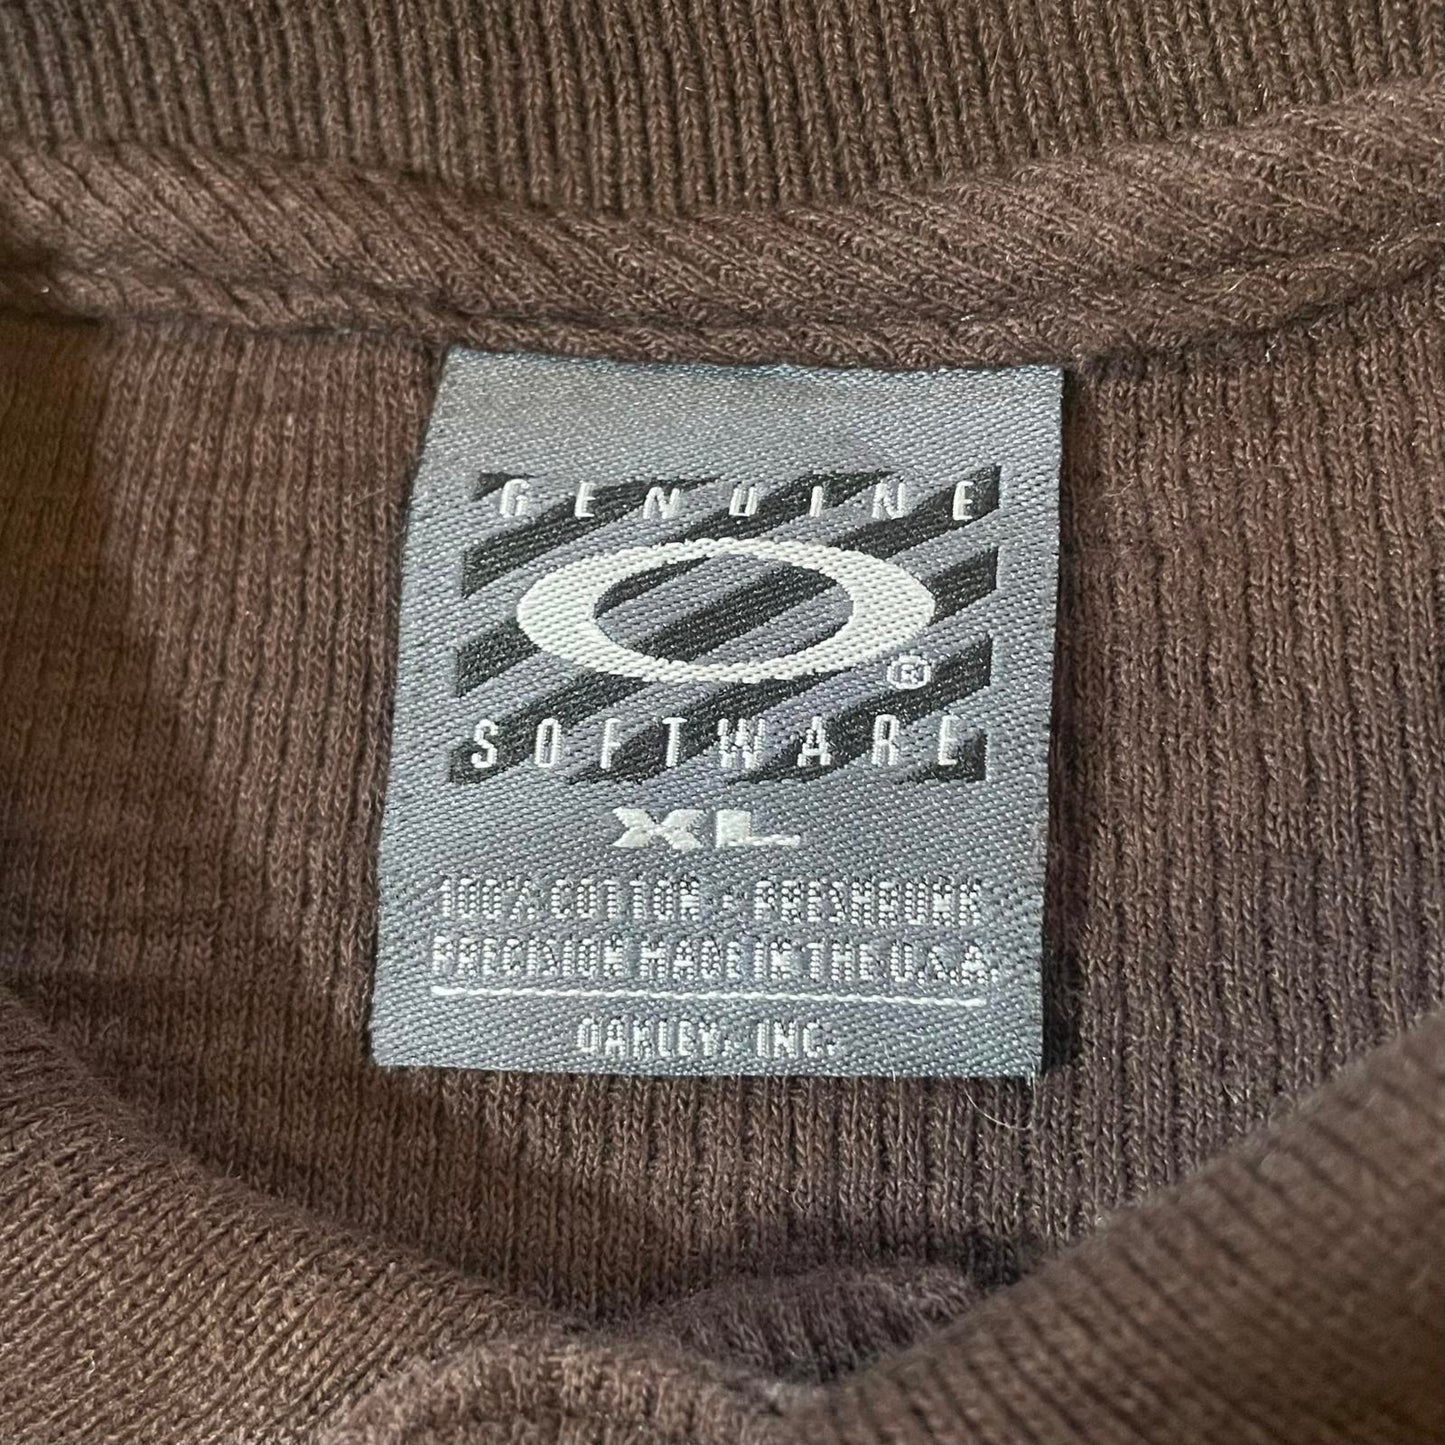 GENUINE
®
SOFTWARE
XL
100% COTTON - PRESHRUNK
PRECISION MADE IN THE U.S.A.
OAKLEY, INC.